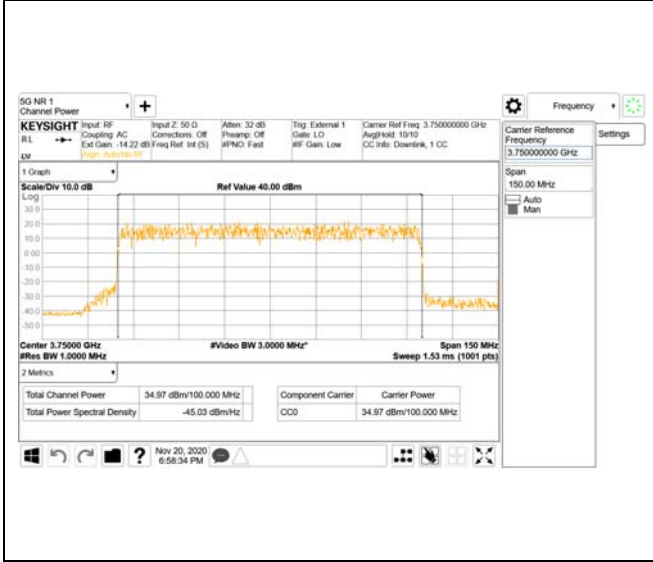 5G NR 1
Channel Power
Frequency
KEYSIGHT
RL
Input: RF
Coupling: AC
Ext Gain: -14.22 dB
Align: Auto/No RF
Input Z: 50 Ω
Corrections: Off
Freq Ref: Int (S)
Atten: 32 dB
Preamp: Off
#PNO: Fast
Trig: External 1
Gate: LO
#IF Gain: Low
Carrier Ref Freq: 3.750000000 GHz
Avg|Hold: 10/10
CC Info: Downlink, 1 CC
Carrier Reference
Frequency
3.750000000 GHz
Settings
Span
150.00 MHz
Auto
Man
1 Graph
Scale/Div 10.0 dB
Ref Value 40.00 dBm
Log
30.0
20.0
10.0
0.00
-10.0
-20.0
-30.0
-40.0
-50.0
Center 3.75000 GHz
#Video BW 3.0000 MHz*
Span 150 MHz
#Res BW 1.0000 MHz
Sweep 1.53 ms (1001 pts)
2 Metrics
Total Channel Power 34.97 dBm/100.000 MHz
Total Power Spectral Density -45.03 dBm/Hz
Component Carrier Carrier Power
CC0 34.97 dBm/100.000 MHz
Nov 20, 2020
6:58:34 PM